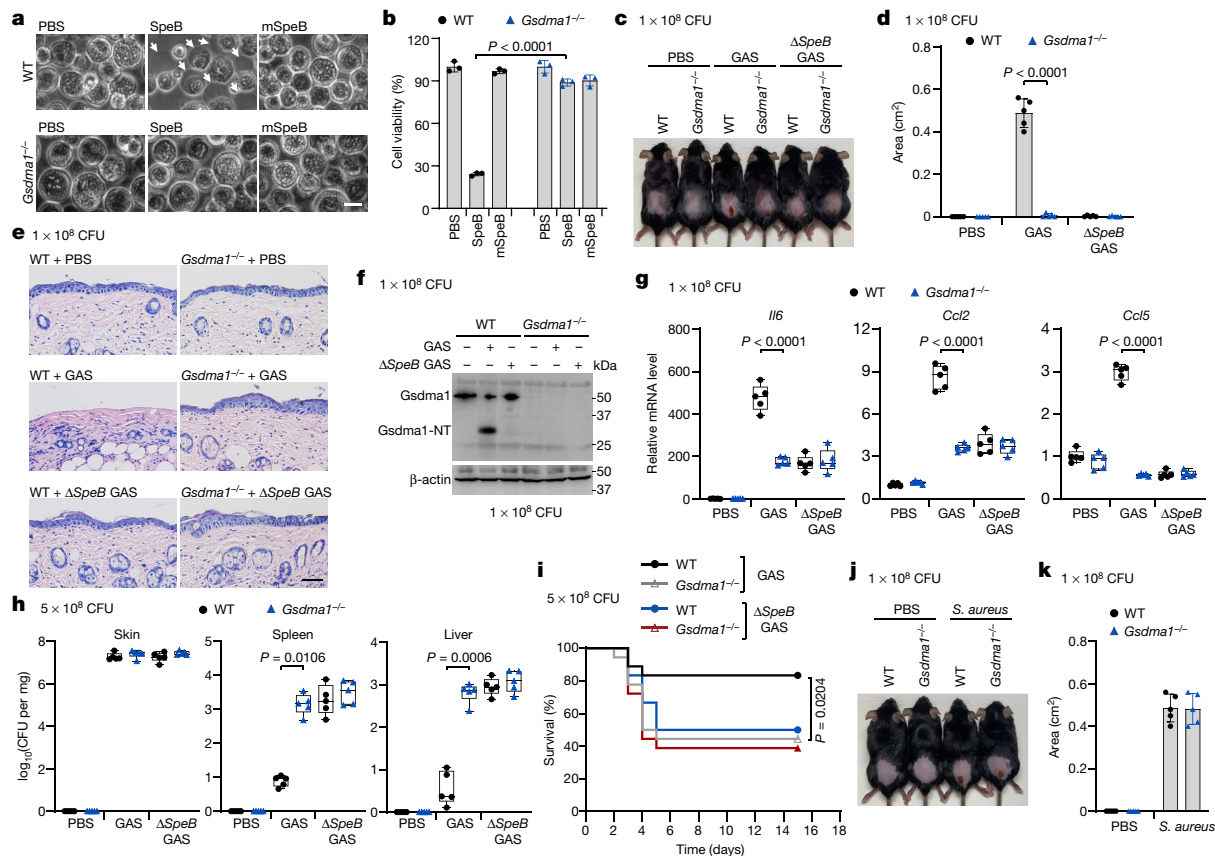 a
PBS SpeB mSpeB
WT
PBS SpeB mSpeB
Gsdma1–/–
b
WT Gsdma1–/–
P < 0.0001
Cell viability (%)
120
90
60
30
0
PBS
SpeB
mSpeB
PBS
SpeB
mSpeB
c 1 × 10⁸ CFU
PBS GAS ΔSpeB GAS
WT
Gsdma1–/–
WT
Gsdma1–/–
WT
Gsdma1–/–
d 1 × 10⁸ CFU
WT Gsdma1–/–
P < 0.0001
Area (cm²)
0.6
0.4
0.2
0
PBS GAS ΔSpeB
GAS
e 1 × 10⁸ CFU
WT + PBS Gsdma1–/– + PBS
WT + GAS Gsdma1–/– + GAS
WT + ΔSpeB GAS Gsdma1–/– + ΔSpeB GAS
f 1 × 10⁸ CFU
WT Gsdma1–/–
GAS – + – – + –
ΔSpeB GAS – – + – – + kDa
Gsdma1
50
37
Gsdma1-NT
25
β-actin
50
37
1 × 10⁸ CFU
g 1 × 10⁸ CFU
WT Gsdma1–/–
Relative mRNA level
Il6
P < 0.0001
800
600
400
200
0
PBS GAS ΔSpeB
GAS
Ccl2
P < 0.0001
12
9
6
3
0
PBS GAS ΔSpeB
GAS
Ccl5
P < 0.0001
4
3
2
1
0
PBS GAS ΔSpeB
GAS
h 5 × 10⁸ CFU
WT Gsdma1–/–
log₁₀(CFU per mg)
Skin
8
6
4
2
0
PBS GAS ΔSpeB
GAS
Spleen
P = 0.0106
5
4
3
2
1
0
PBS GAS ΔSpeB
GAS
Liver
P = 0.0006
4
3
2
1
0
PBS GAS ΔSpeB
GAS
i
5 × 10⁸ CFU
WT
Gsdma1–/–
GAS
WT
Gsdma1–/–
ΔSpeB
GAS
Survival (%)
100
80
60
40
20
0
P = 0.0204
0 2 4 6 8 10 12 14 16 18
Time (days)
j 1 × 10⁸ CFU
PBS S. aureus
WT
Gsdma1–/–
WT
Gsdma1–/–
k 1 × 10⁸ CFU
WT
Gsdma1–/–
Area (cm²)
0.8
0.6
0.4
0.2
0
PBS S. aureus